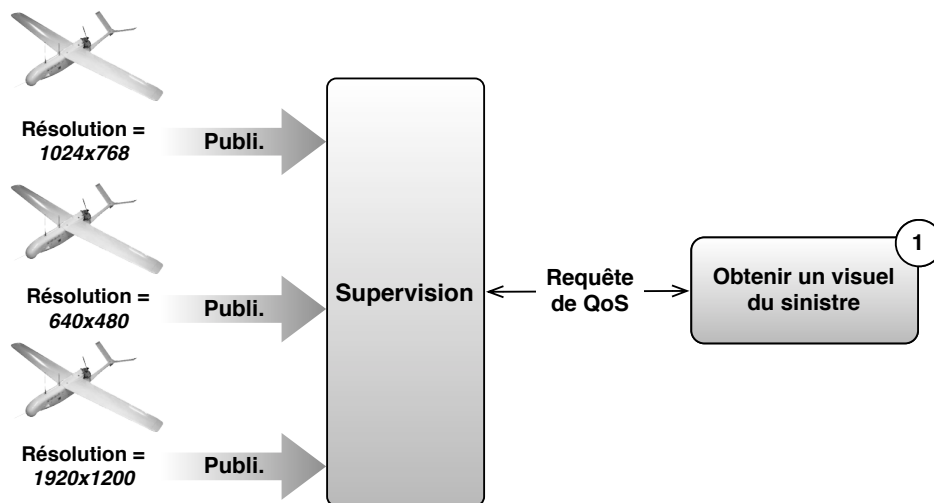 Résolution =
1024x768
Publi.
Résolution =
640x480
Publi.
Résolution =
1920x1200
Publi.
Supervision
Requête
de QoS
1
Obtenir un visuel
du sinistre